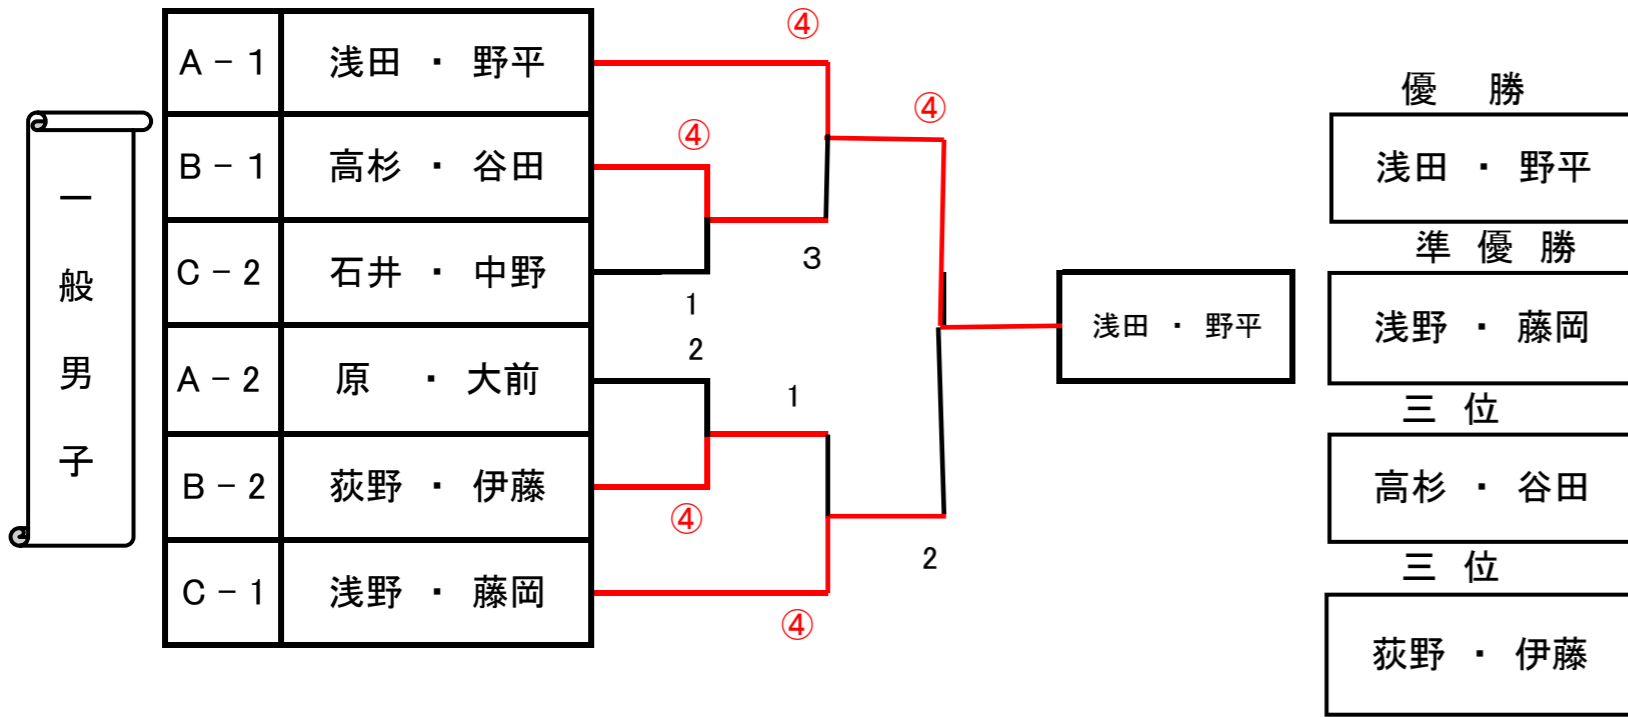 一般男子
A－1 浅田 ・ 野平
B－1 高杉 ・ 谷田
C－2 石井 ・ 中野
A－2 原 ・ 大前
B－2 荻野 ・ 伊藤
C－1 浅野 ・ 藤岡
④
④
3
1
2
1
④
④
④
2
浅田 ・ 野平
優 勝
浅田 ・ 野平
準 優 勝
浅野 ・ 藤岡
三 位
高杉 ・ 谷田
三 位
荻野 ・ 伊藤